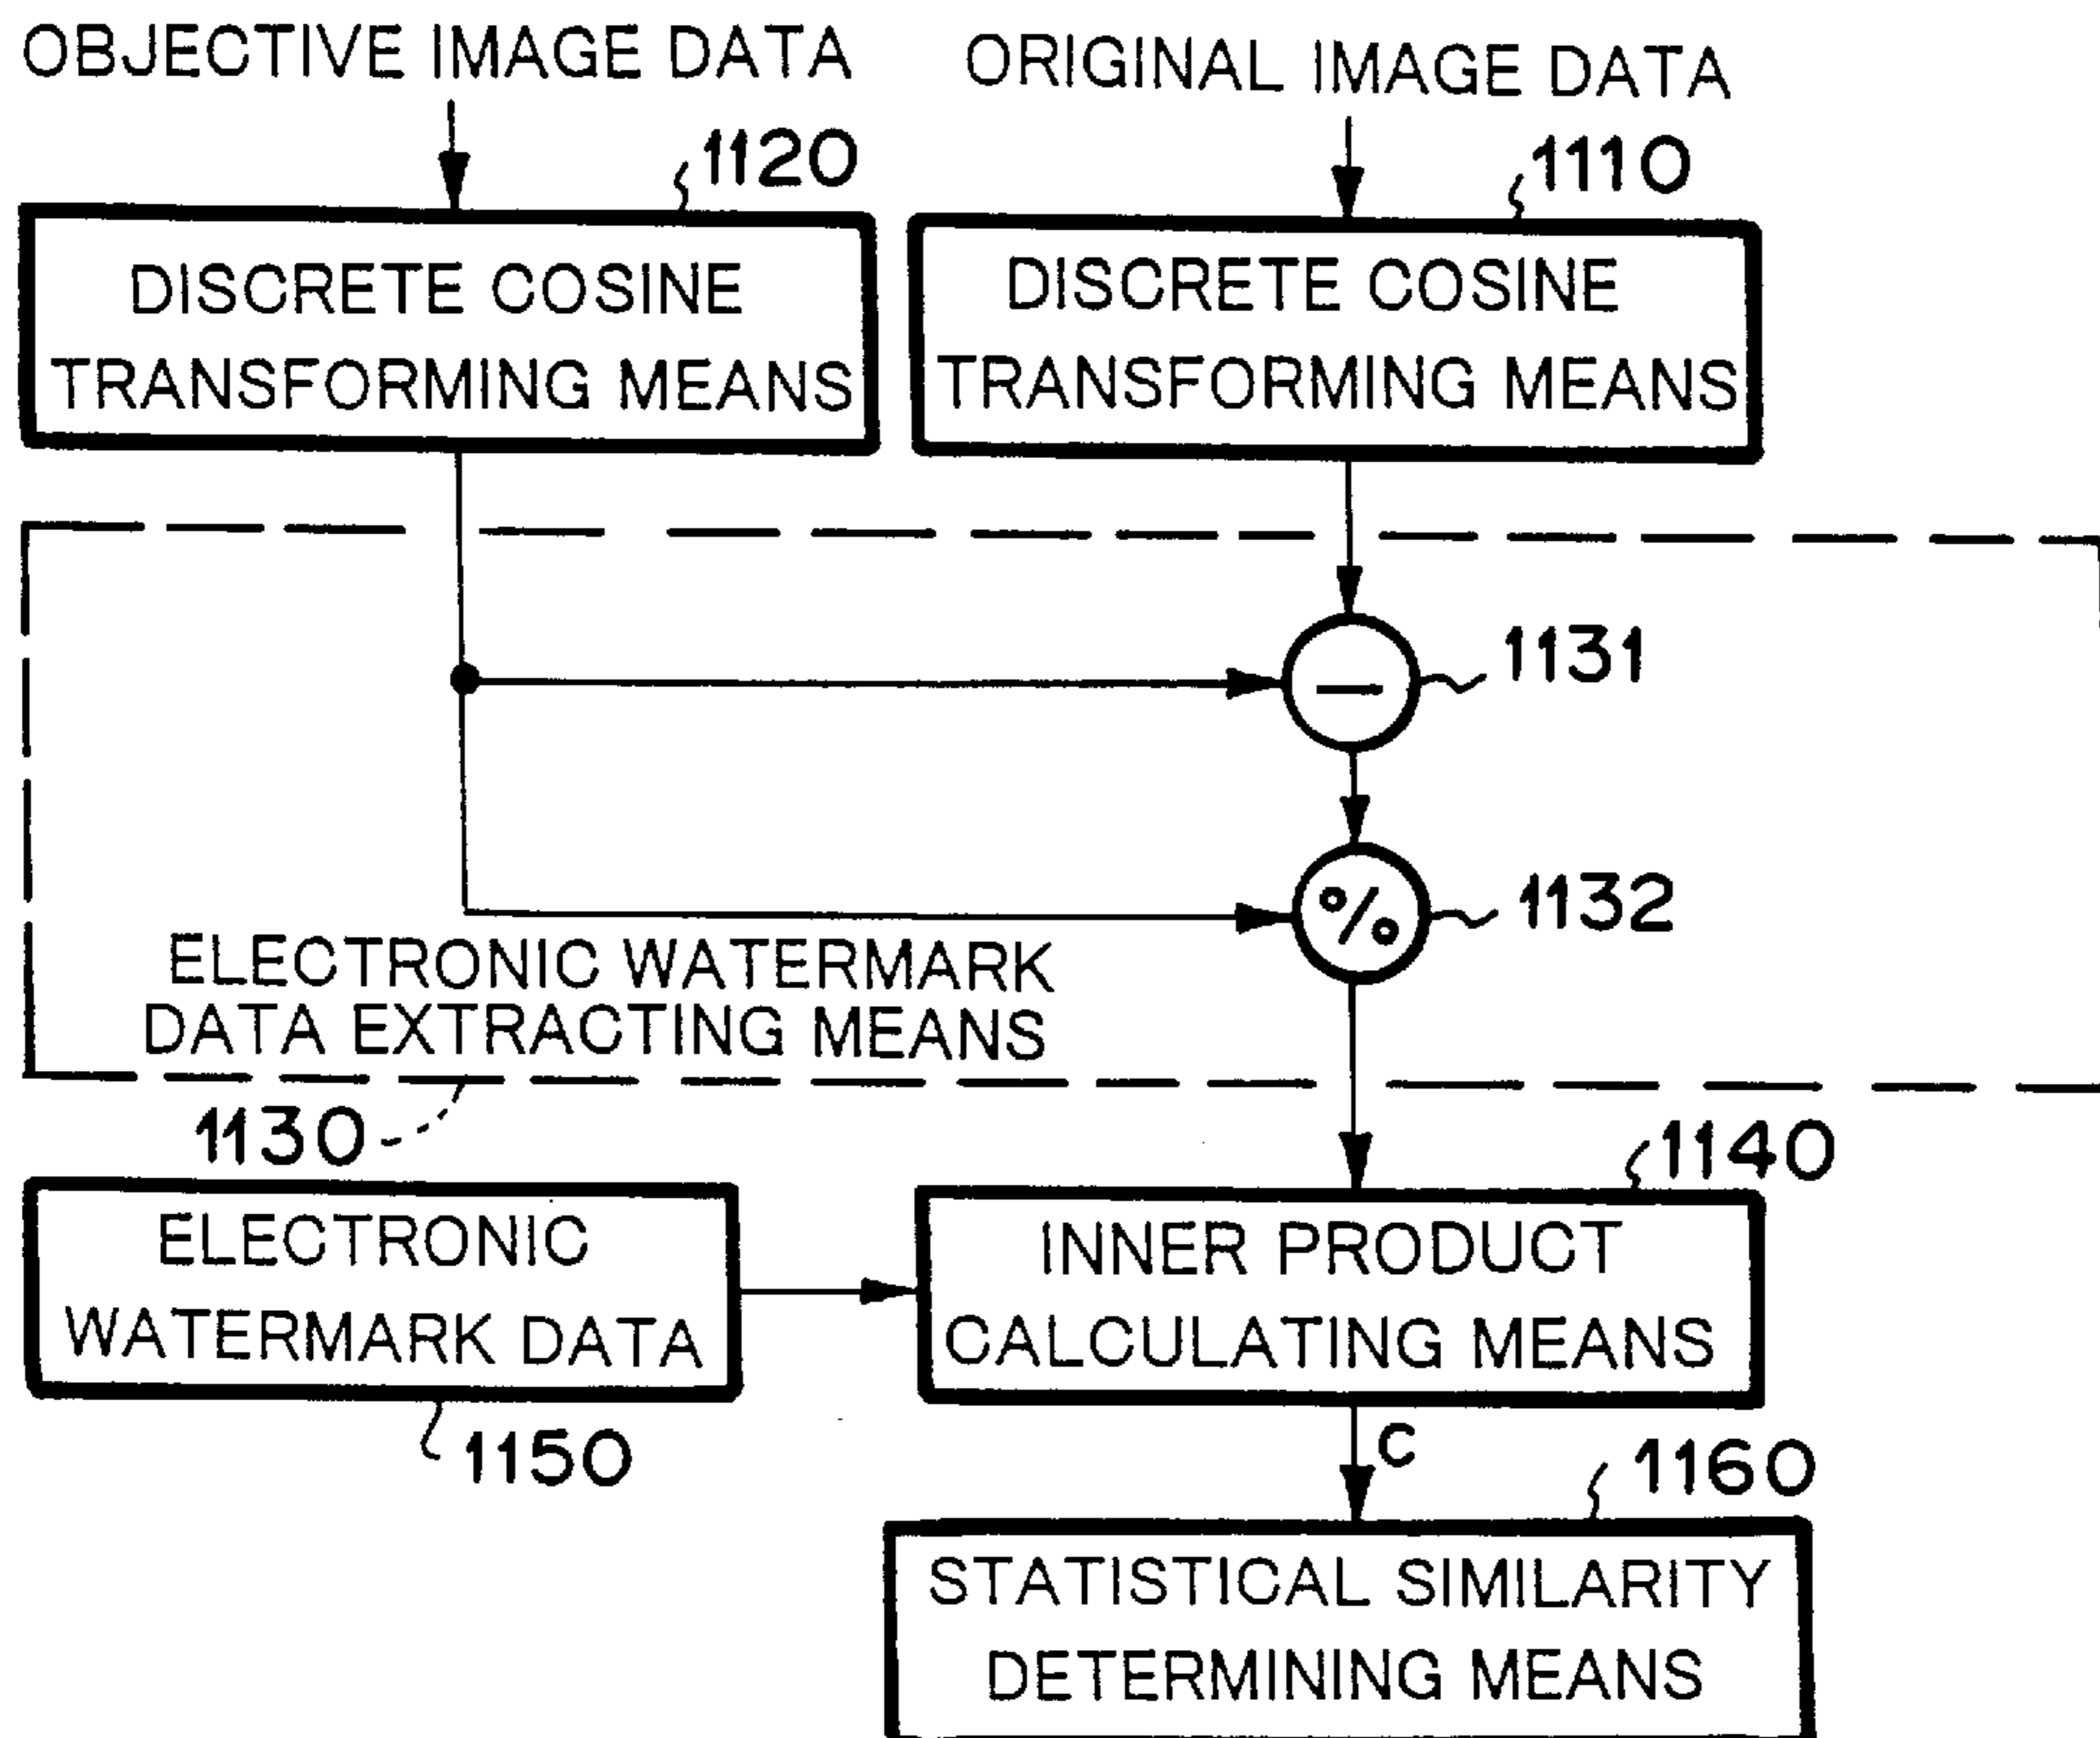 OBJECTIVE IMAGE DATA
ORIGINAL IMAGE DATA
1120
1110
DISCRETE COSINE
TRANSFORMING MEANS
DISCRETE COSINE
TRANSFORMING MEANS
—
1131
%
1132
ELECTRONIC WATERMARK
DATA EXTRACTING MEANS
1130
1140
ELECTRONIC
WATERMARK DATA
INNER PRODUCT
CALCULATING MEANS
1150
C
1160
STATISTICAL SIMILARITY
DETERMINING MEANS